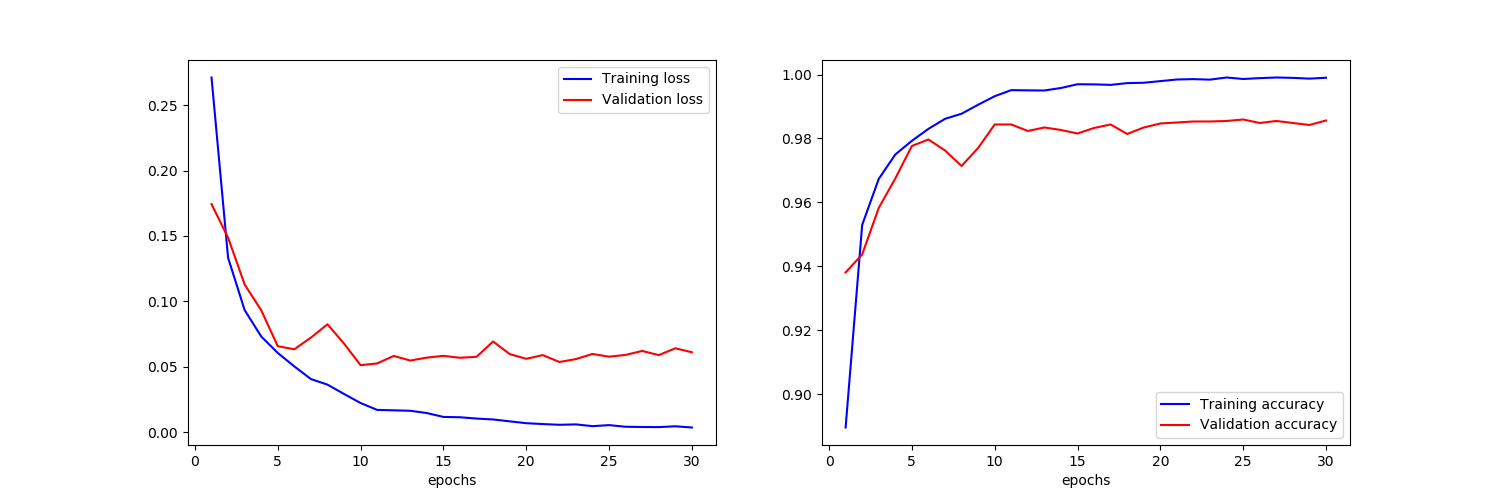 Training loss
Validation loss
0.25
0.20
0.15
0.10
0.05
0.00
0 5 10 15 20 25 30
epochs
1.00
0.98
0.96
0.94
0.92
0.90
Training accuracy
Validation accuracy
0 5 10 15 20 25 30
epochs